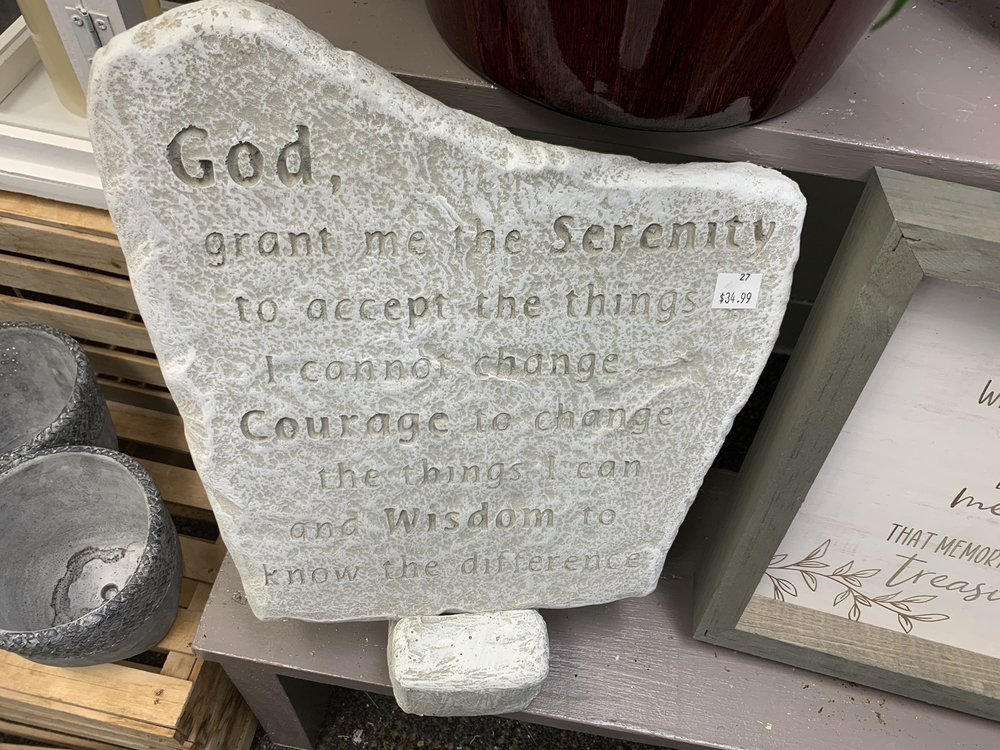 God,
grant me the Serenity
to accept the things
I cannot change
Courage to change
the things I can
and Wisdom to
know the difference
27
$34.99
THAT MEMOR
Treas